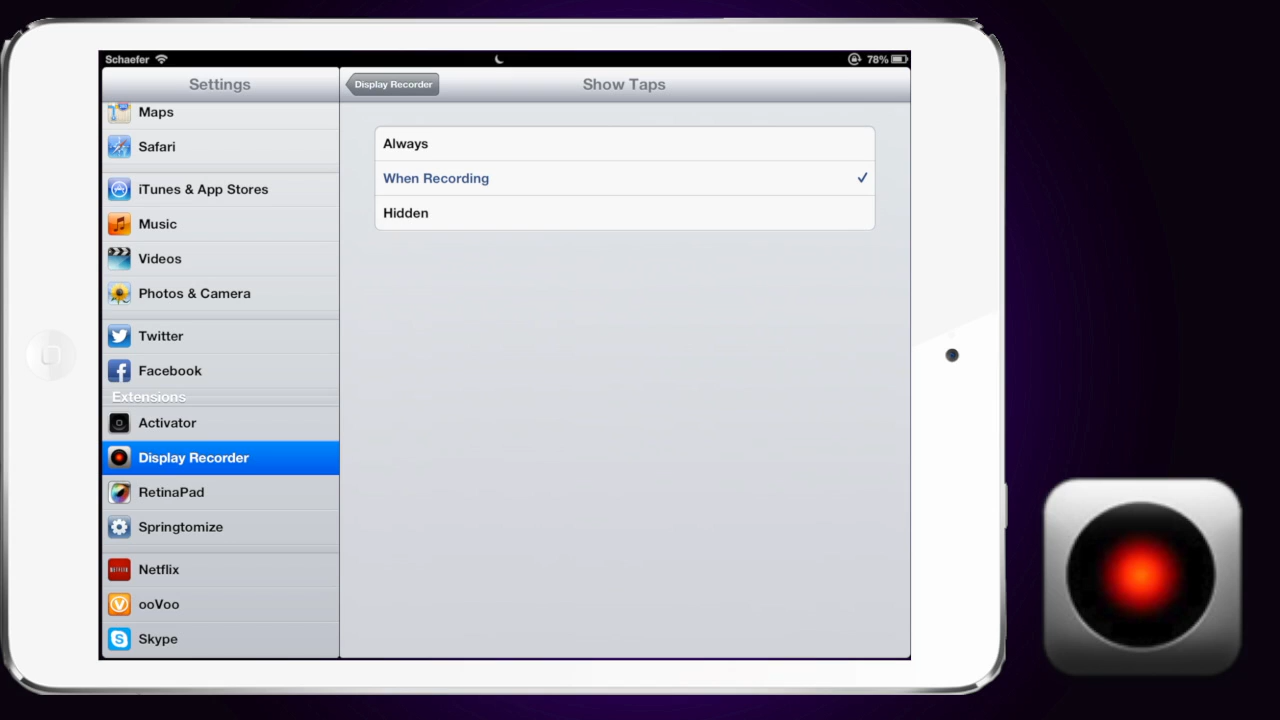 Schaefer
78%
Settings
Display Recorder
Show Taps
Maps
Safari
iTunes & App Stores
Music
Videos
Photos & Camera
Twitter
Facebook
Extensions
Activator
Display Recorder
RetinaPad
Springtomize
Netflix
ooVoo
Skype
Always
When Recording
Hidden